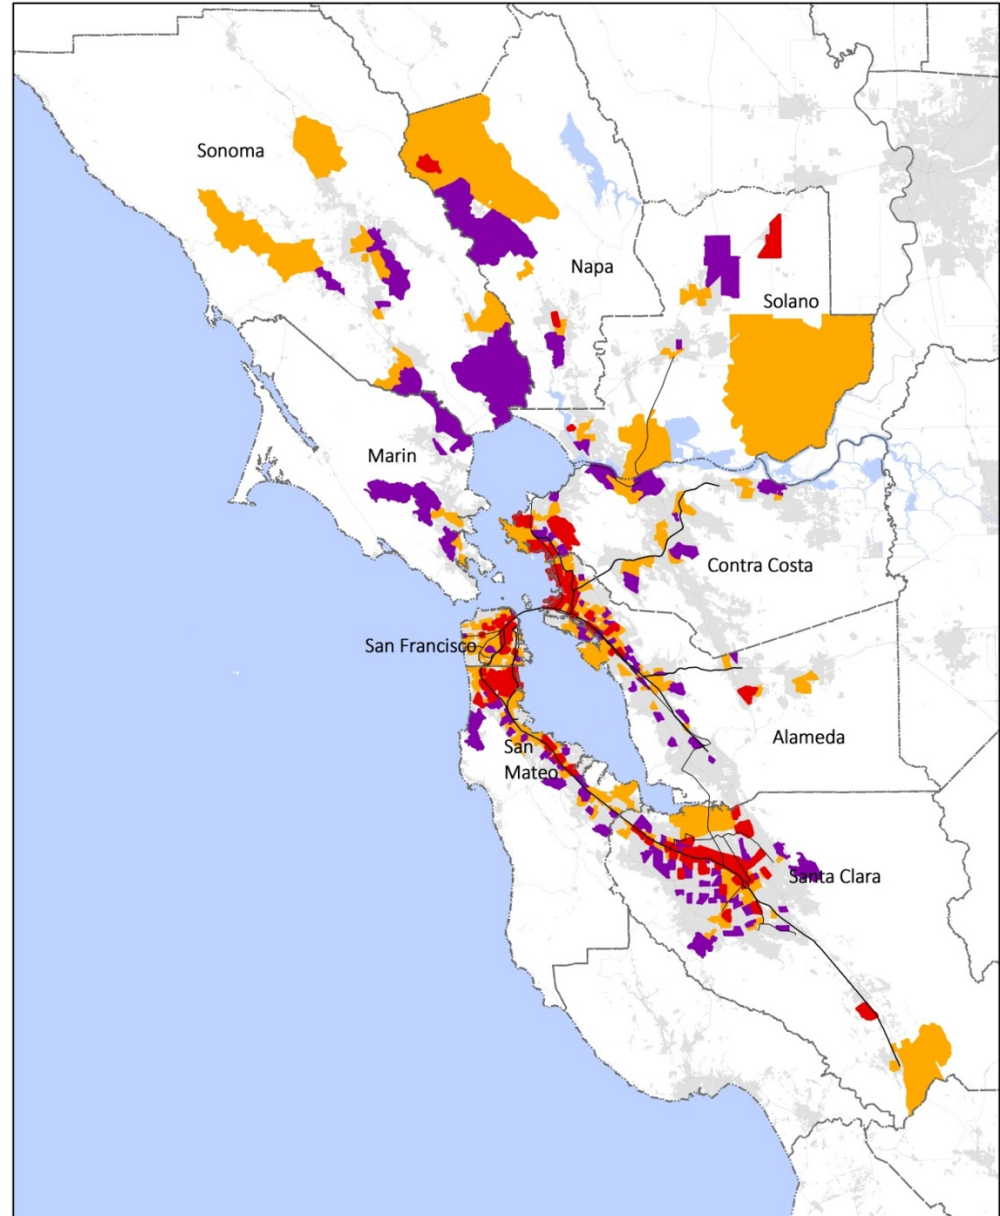 Sonoma
Napa
Solano
Marin
Contra Costa
San Francisco
Alameda
San
Mateo
Santa Clara